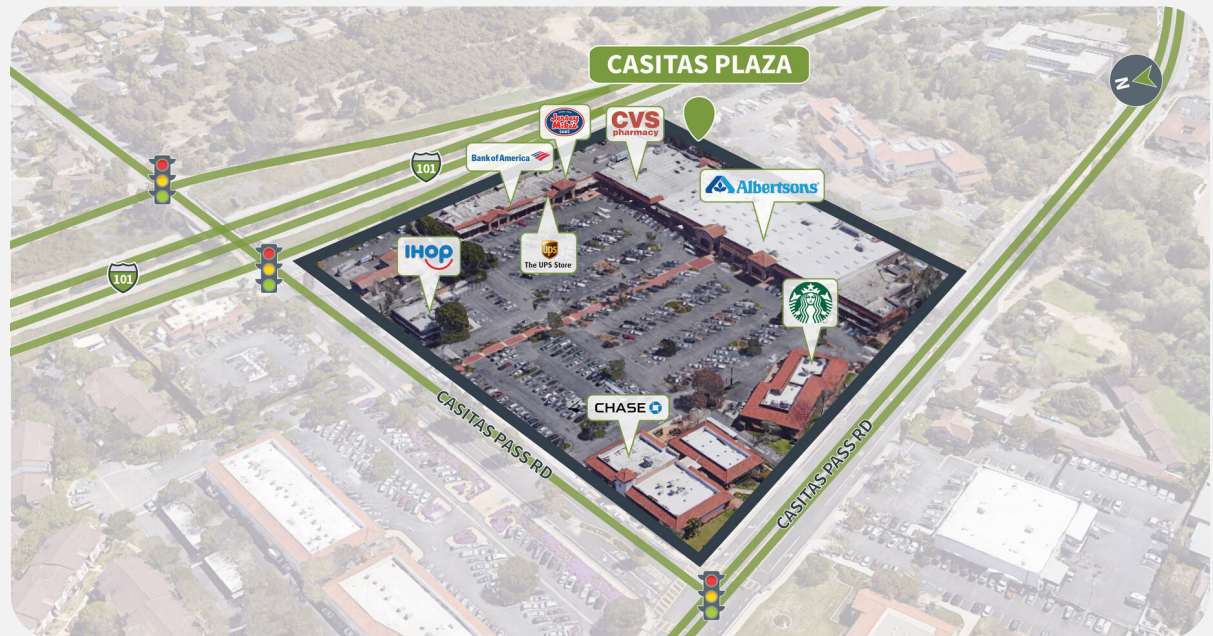 CASITAS PLAZA
N
JERSEY
MIKE'S
SUBS
CVS
pharmacy
Bank of America
101
Albertsons
IHOP
ups
The UPS Store
101
CHASE
CASITAS PASS RD
CASITAS PASS RD